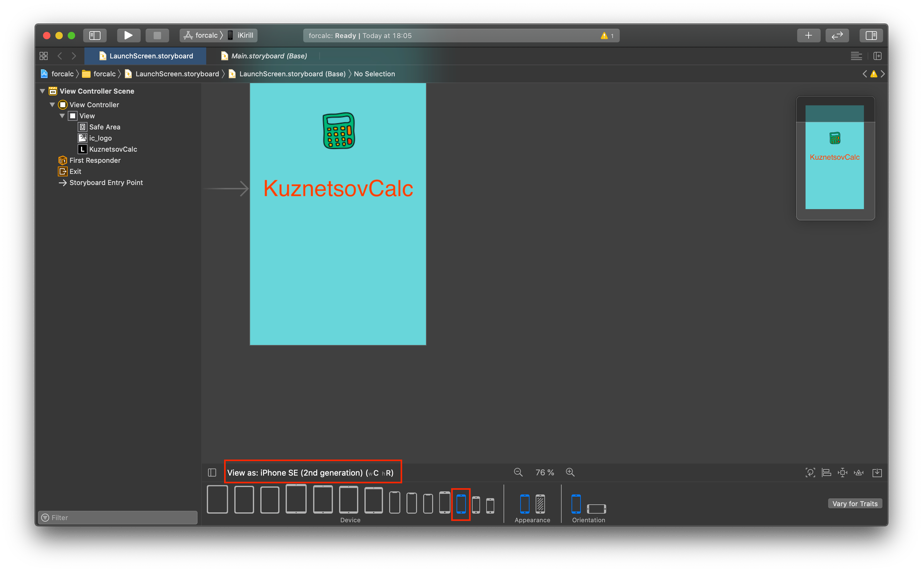 forcalc 〉 iKirill
forcalc: Ready | Today at 18:05
1
LaunchScreen.storyboard
Main.storyboard (Base)
forcalc 〉 forcalc 〉 LaunchScreen.storyboard 〉 LaunchScreen.storyboard (Base) 〉 No Selection
View Controller Scene
View Controller
View
Safe Area
ic_logo
L KuznetsovCalc
First Responder
Exit
Storyboard Entry Point
KuznetsovCalc
KuznetsovCalc
View as: iPhone SE (2nd generation) (wC hR)
76 %
Device
Appearance
Orientation
Vary for Traits
Filter